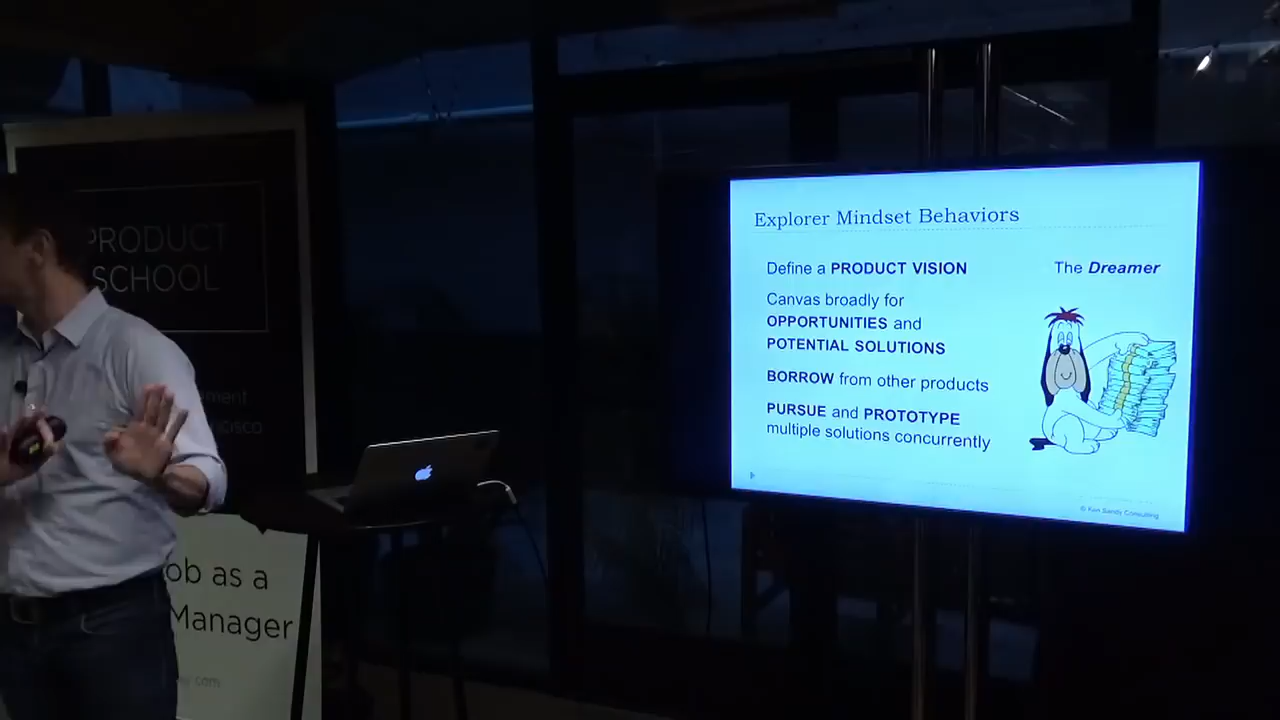 PRODUCT
SCHOOL
ob as a
Manager
Explorer Mindset Behaviors
Define a PRODUCT VISION
The Dreamer
Canvas broadly for
OPPORTUNITIES and
POTENTIAL SOLUTIONS
BORROW from other products
PURSUE and PROTOTYPE
multiple solutions concurrently
© Ken Sandy Consulting